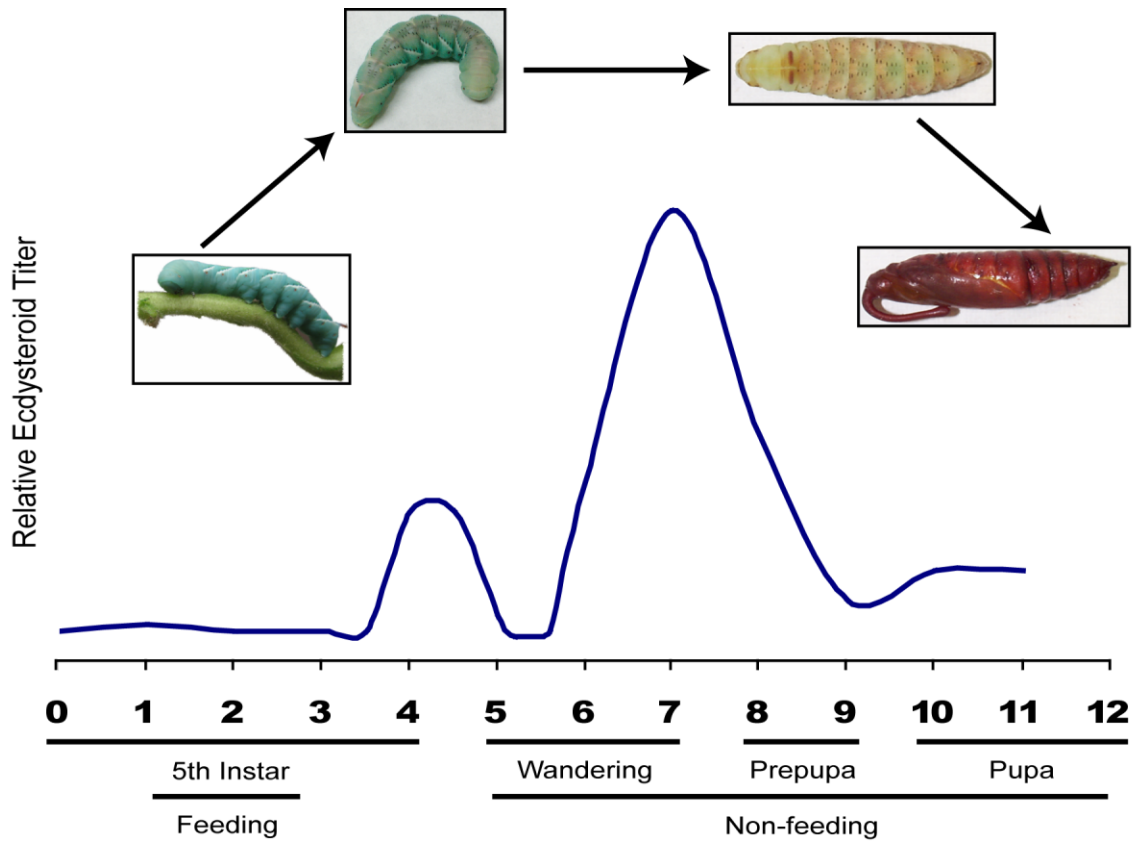 Relative Ecdysteroid Titer
0 1 2 3 4 5 6 7 8 9 10 11 12
5th Instar Wandering Prepupa Pupa
Feeding Non-feeding